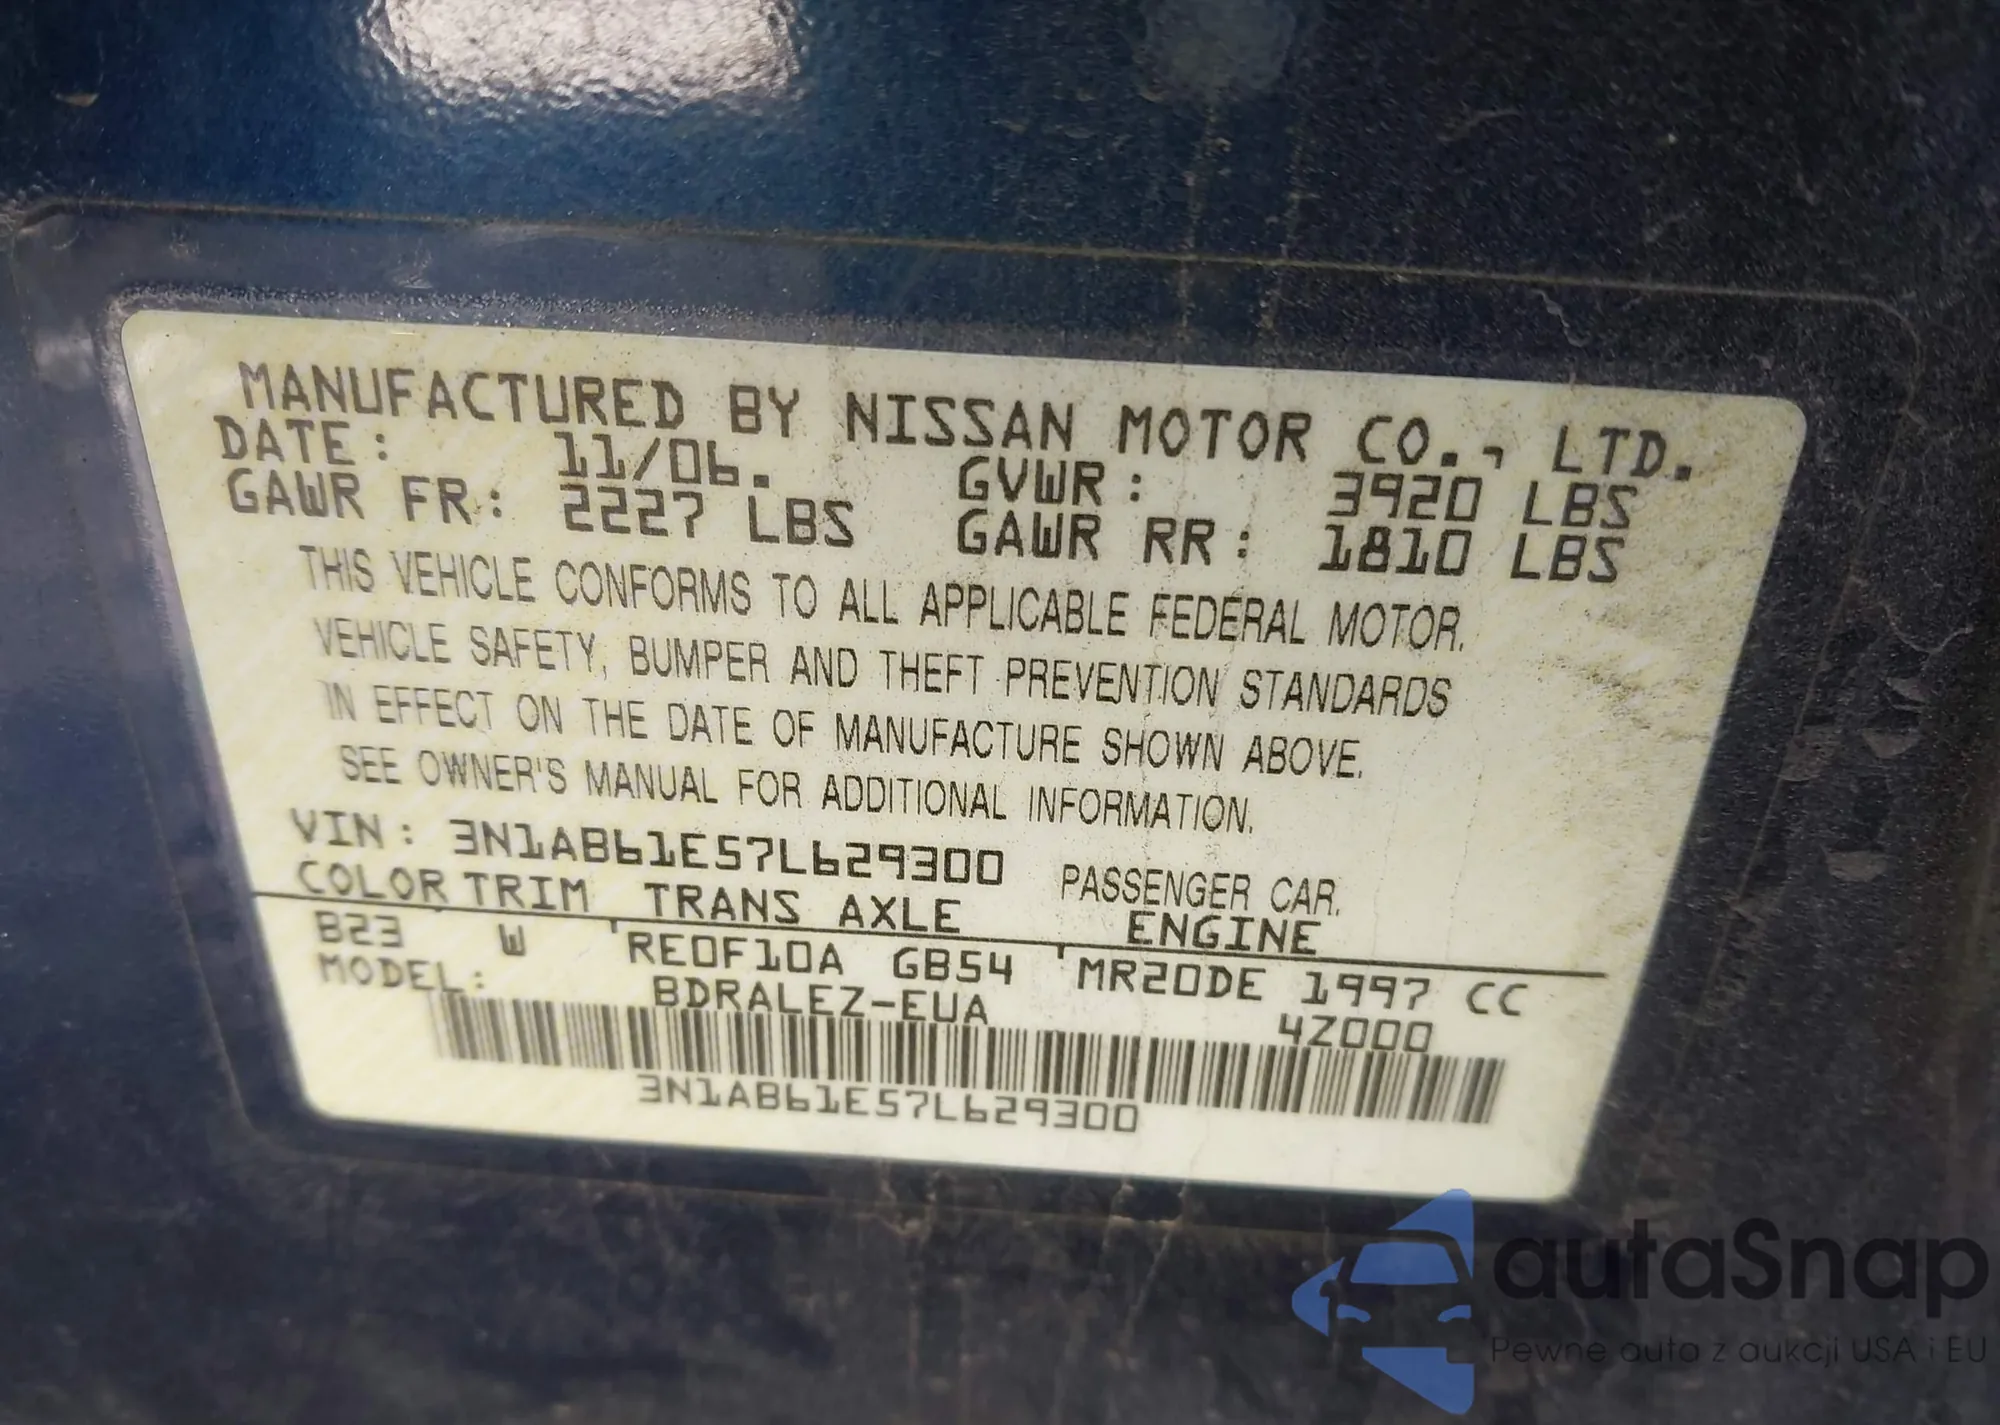 MANUFACTURED BY NISSAN MOTOR CO., LTD.
DATE: 11/06. GVWR: 3920 LBS
GAWR FR: 2227 LBS GAWR RR: 1810 LBS
THIS VEHICLE CONFORMS TO ALL APPLICABLE FEDERAL MOTOR.
VEHICLE SAFETY, BUMPER AND THEFT PREVENTION STANDARDS
IN EFFECT ON THE DATE OF MANUFACTURE SHOWN ABOVE.
SEE OWNER'S MANUAL FOR ADDITIONAL INFORMATION.
VIN: 3N1AB61E57L629300 PASSENGER CAR.
COLOR TRIM TRANS AXLE ENGINE
B23 W RE0F10A GB54 MR20DE 1997 CC
MODEL: BDRALEZ-EUA 4Z000
3N1AB61E57L629300
autaSnap
Pewne auta z aukcji USA i EU